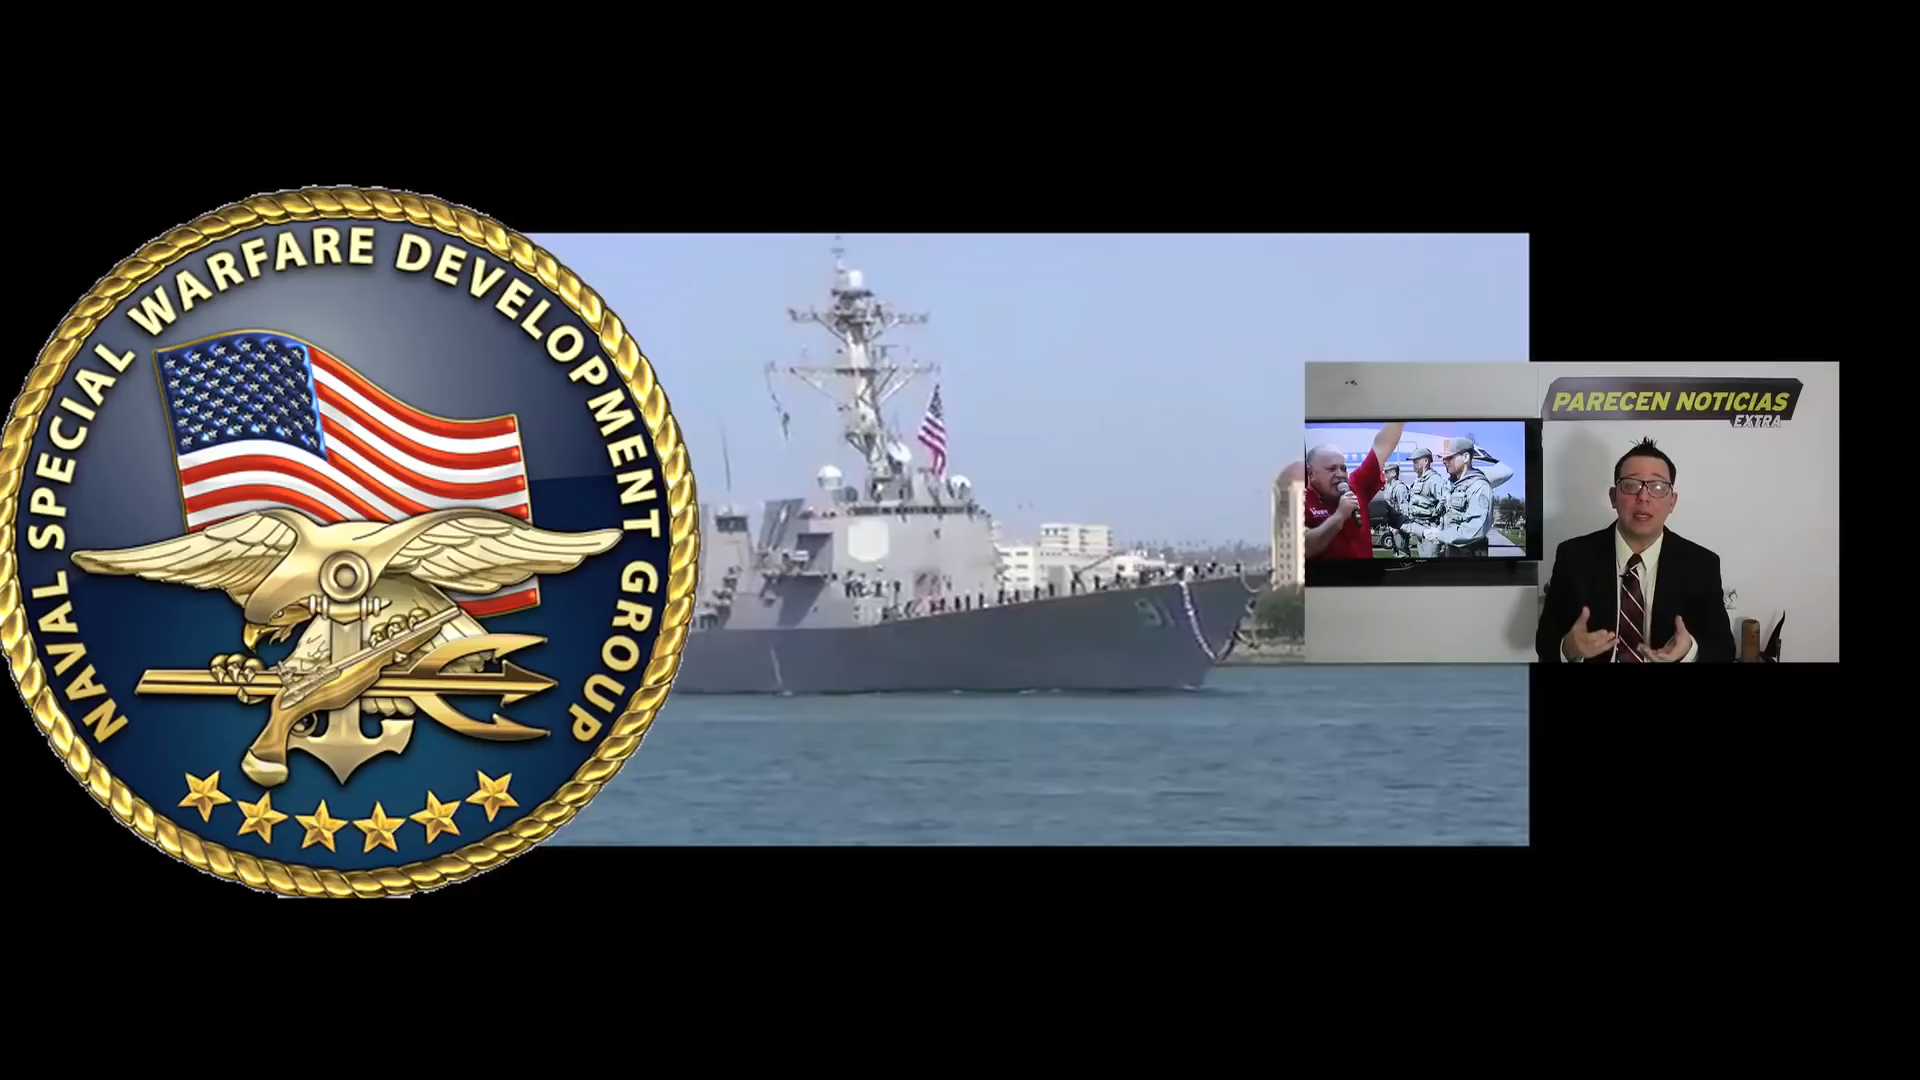 NAVAL SPECIAL WARFARE DEVELOPMENT GROUP
91
PARECEN NOTICIAS
EXTRA